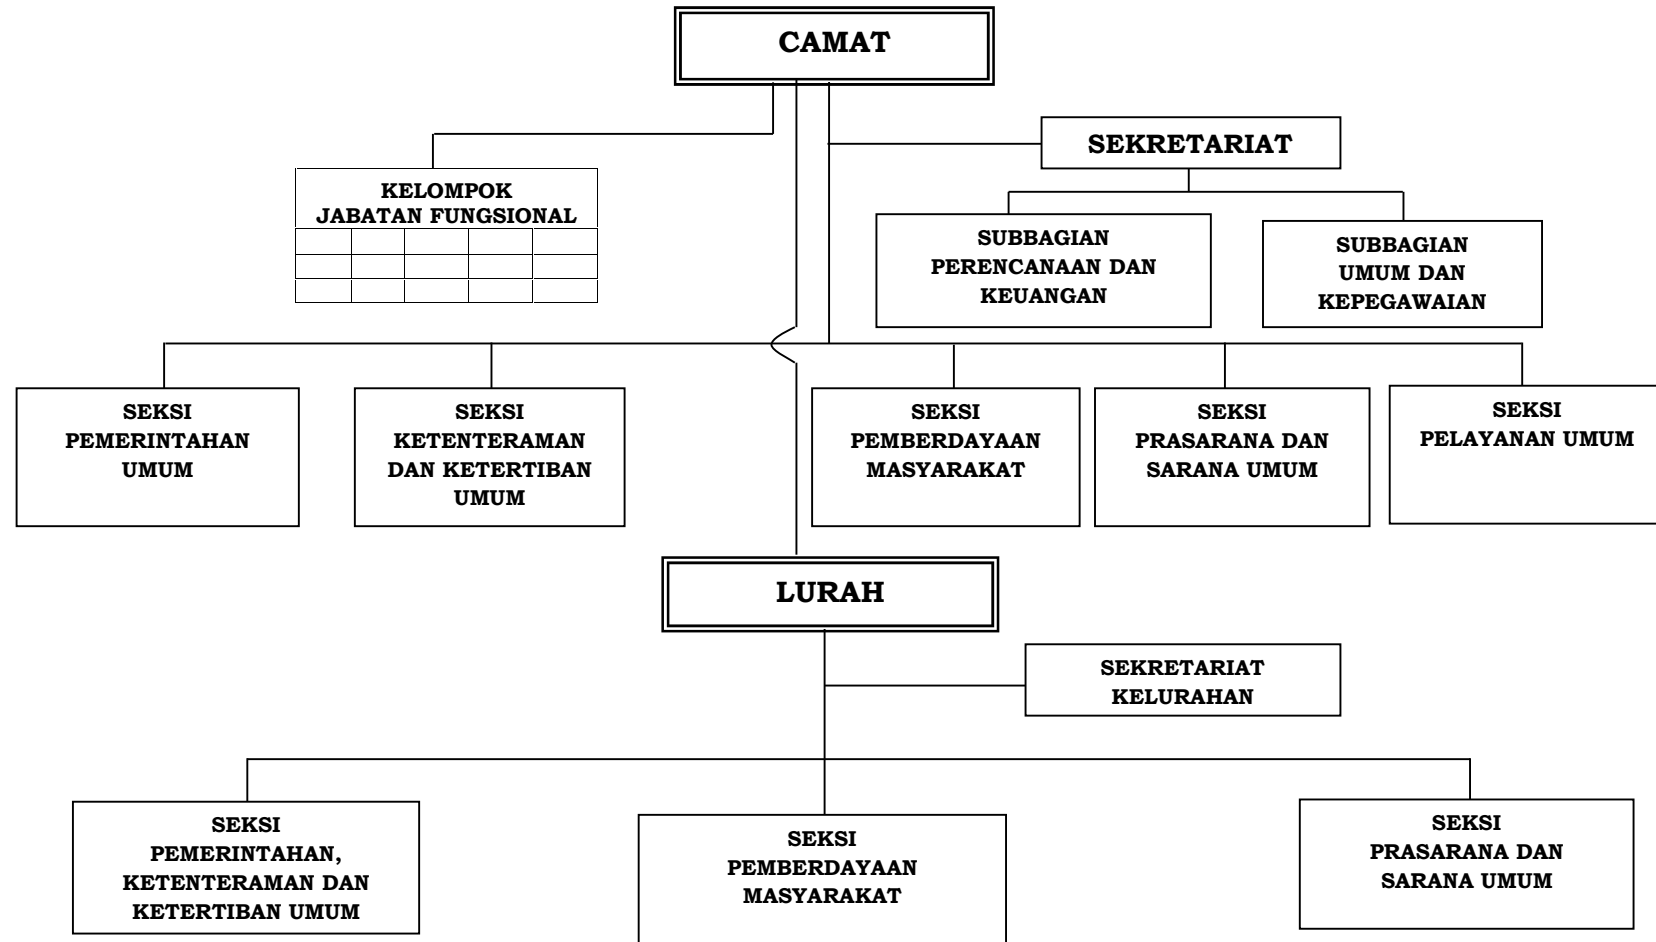 CAMAT
SEKRETARIAT
KELOMPOK
JABATAN FUNGSIONAL
SUBBAGIAN
PERENCANAAN DAN
KEUANGAN
SUBBAGIAN
UMUM DAN
KEPEGAWAIAN
SEKSI
PEMERINTAHAN
UMUM
SEKSI
KETENTERAMAN
DAN KETERTIBAN
UMUM
SEKSI
PEMBERDAYAAN
MASYARAKAT
SEKSI
PRASARANA DAN
SARANA UMUM
SEKSI
PELAYANAN UMUM
LURAH
SEKRETARIAT
KELURAHAN
SEKSI
PEMERINTAHAN,
KETENTERAMAN DAN
KETERTIBAN UMUM
SEKSI
PEMBERDAYAAN
MASYARAKAT
SEKSI
PRASARANA DAN
SARANA UMUM